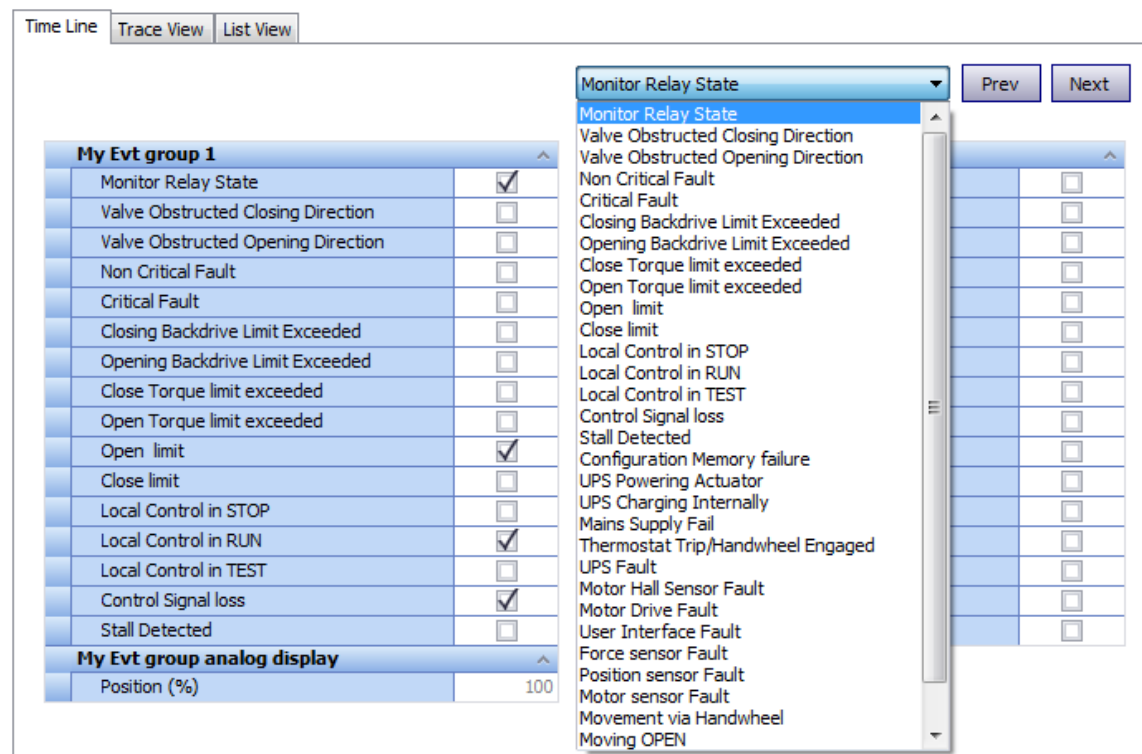 Time Line
Trace View
List View
Monitor Relay State
Prev
Next
My Evt group 1
Monitor Relay State
Valve Obstructed Closing Direction
Valve Obstructed Opening Direction
Non Critical Fault
Critical Fault
Closing Backdrive Limit Exceeded
Opening Backdrive Limit Exceeded
Close Torque limit exceeded
Open Torque limit exceeded
Open  limit
Close limit
Local Control in STOP
Local Control in RUN
Local Control in TEST
Control Signal loss
Stall Detected
My Evt group analog display
Position (%)
100
Monitor Relay State
Valve Obstructed Closing Direction
Valve Obstructed Opening Direction
Non Critical Fault
Critical Fault
Closing Backdrive Limit Exceeded
Opening Backdrive Limit Exceeded
Close Torque limit exceeded
Open Torque limit exceeded
Open  limit
Close limit
Local Control in STOP
Local Control in RUN
Local Control in TEST
Control Signal loss
Stall Detected
Configuration Memory failure
UPS Powering Actuator
UPS Charging Internally
Mains Supply Fail
Thermostat Trip/Handwheel Engaged
UPS Fault
Motor Hall Sensor Fault
Motor Drive Fault
User Interface Fault
Force sensor Fault
Position sensor Fault
Motor sensor Fault
Movement via Handwheel
Moving OPEN